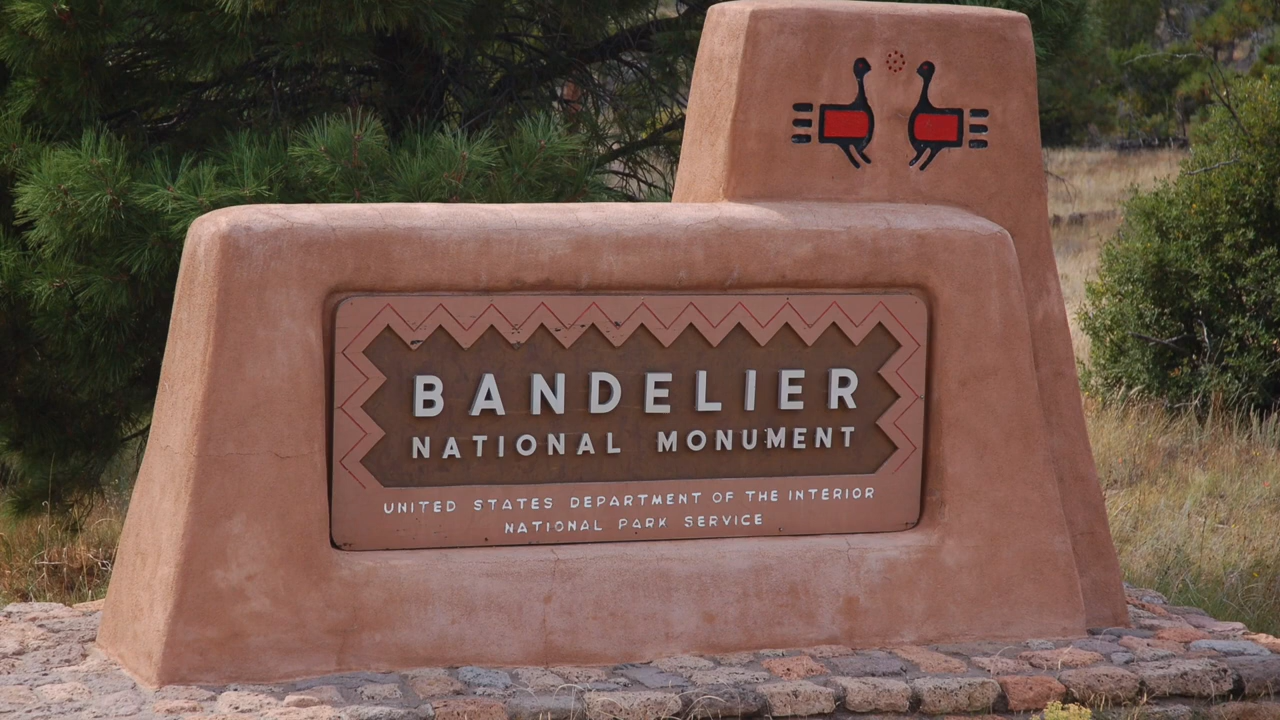 BANDELIER
NATIONAL MONUMENT
UNITED STATES DEPARTMENT OF THE INTERIOR
NATIONAL PARK SERVICE